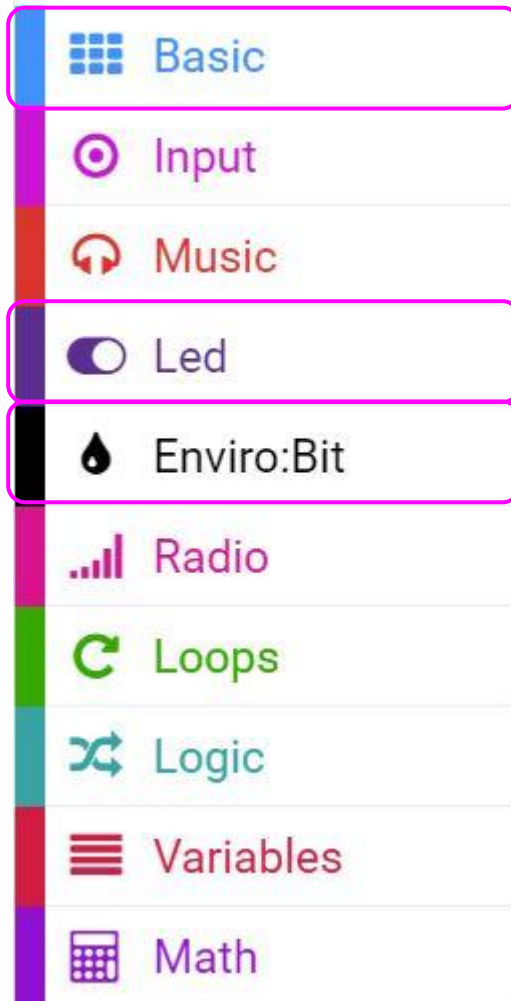 Basic
Input
Music
Led
Enviro:Bit
Radio
Loops
Logic
Variables
Math